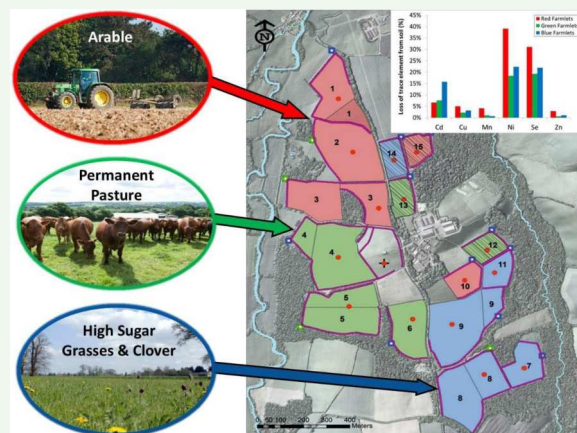 Arable
Permanent
Pasture
High Sugar
Grasses & Clover
N
1
1
2
14
15
3
3
13
4
4
12
11
10
5
5
6
9
9
7
8
8
0 50 100 200 300 400
Meters
Loss of trace element from soil (%)
45%
40%
35%
30%
25%
20%
15%
10%
5%
0%
Cd Cu Mn Ni Se Zn
Red Farmlets
Green Farmlets
Blue Farmlets